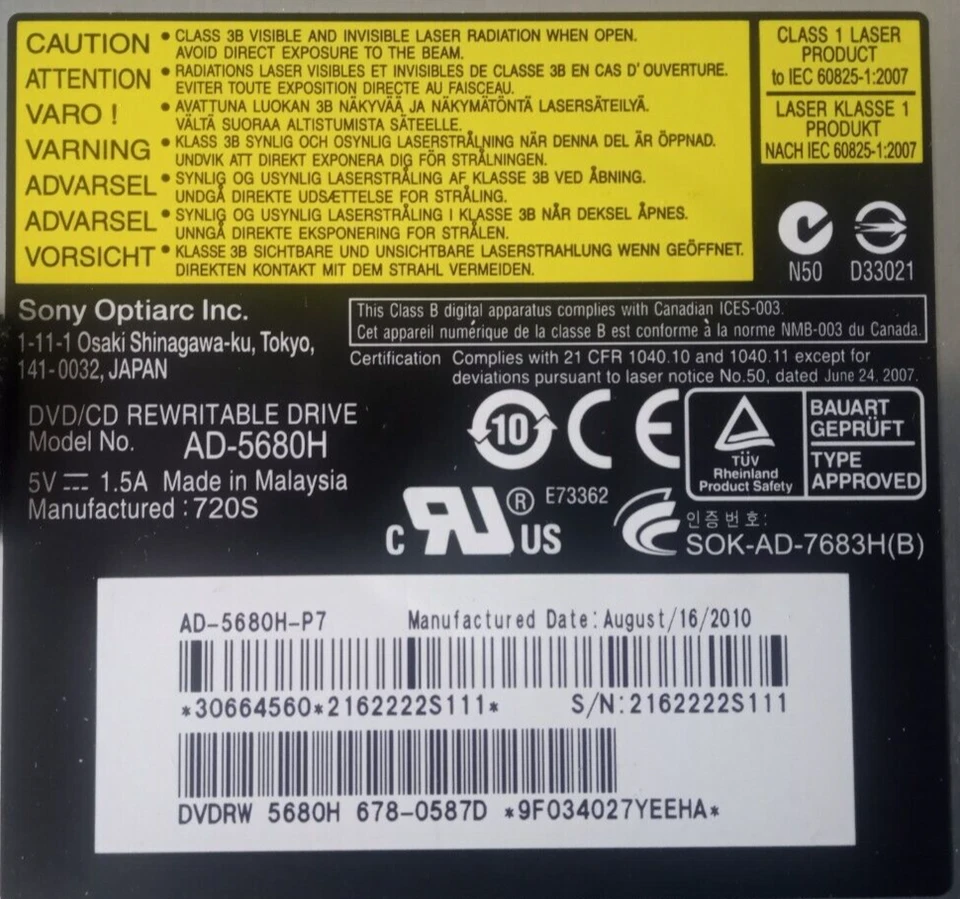 CAUTION • CLASS 3B VISIBLE AND INVISIBLE LASER RADIATION WHEN OPEN.
AVOID DIRECT EXPOSURE TO THE BEAM.
ATTENTION • RADIATIONS LASER VISIBLES ET INVISIBLES DE CLASSE 3B EN CAS D' OUVERTURE.
EVITER TOUTE EXPOSITION DIRECTE AU FAISCEAU.
VARO ! • AVATTUNA LUOKAN 3B NÄKYVÄÄ JA NÄKYMÄTÖNTÄ LASERSÄTEILYÄ.
VÄLTÄ SUORAA ALTISTUMISTA SÄTEELLE.
VARNING • KLASS 3B SYNLIG OCH OSYNLIG LASERSTRÅLNING NÄR DENNA DEL ÄR ÖPPNAD.
UNDVIK ATT DIREKT EXPONERA DIG FÖR STRÅLNINGEN.
ADVARSEL • SYNLIG OG USYNLIG LASERSTRÅLING AF KLASSE 3B VED ÅBNING.
UNDGÅ DIREKTE UDSÆTTELSE FOR STRÅLING.
ADVARSEL • SYNLIG OG USYNLIG LASERSTRÅLING I KLASSE 3B NÅR DEKSEL ÅPNES.
UNNGÅ DIREKTE EKSPONERING FOR STRÅLEN.
VORSICHT • KLASSE 3B SICHTBARE UND UNSICHTBARE LASERSTRAHLUNG WENN GEÖFFNET.
DIREKTEN KONTAKT MIT DEM STRAHL VERMEIDEN.
CLASS 1 LASER
PRODUCT
to IEC 60825-1:2007
LASER KLASSE 1
PRODUKT
NACH IEC 60825-1:2007
N50 D33021
Sony Optiarc Inc.
1-11-1 Osaki Shinagawa-ku, Tokyo,
141-0032, JAPAN
This Class B digital apparatus complies with Canadian ICES-003.
Cet appareil numérique de la classe B est conforme à la norme NMB-003 du Canada.
Certification Complies with 21 CFR 1040.10 and 1040.11 except for
deviations pursuant to laser notice No.50, dated June 24, 2007.
DVD/CD REWRITABLE DRIVE
Model No. AD-5680H
5V ⎓ 1.5A Made in Malaysia
Manufactured : 720S
10 CE
TÜV
Rheinland
Product Safety
BAUART
GEPRÜFT
TYPE
APPROVED
c RU ® US E73362
인증번호:
SOK-AD-7683H(B)
AD-5680H-P7 Manufactured Date:August/16/2010
*30664560*2162222S111* S/N:2162222S111
DVDRW 5680H 678-0587D *9F034027YEEHA*